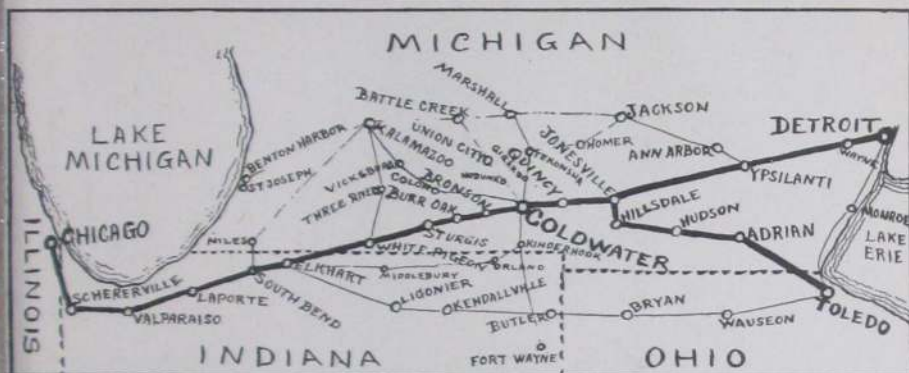 MICHIGAN
LAKE
MICHIGAN
ILLINOIS
CHICAGO
SCHERERVILLE
VALPARAISO
LAPORTE
SOUTH BEND
NILES
BENTON HARBOR
ST. JOSEPH
ELKHART
MIDDLEBURY
WHITE PIGEON
STURGIS
BURR OAK
BRONSON
COLON
THREE RIVERS
VICKSBURG
KALAMAZOO
BATTLE CREEK
UNION CITY
GIRARD
MARSHALL
TEKONSHA
QUINCY
JONESVILLE
HOMER
JACKSON
ANN ARBOR
YPSILANTI
WAYNE
DETROIT
MONROE
LAKE
ERIE
COLDWATER
HILLSDALE
HUDSON
ADRIAN
TOLEDO
KINDERHOOK
ORLAND
LIGONIER
KENDALLVILLE
BUTLER
BRYAN
WAUSEON
FORT WAYNE
INDIANA
OHIO